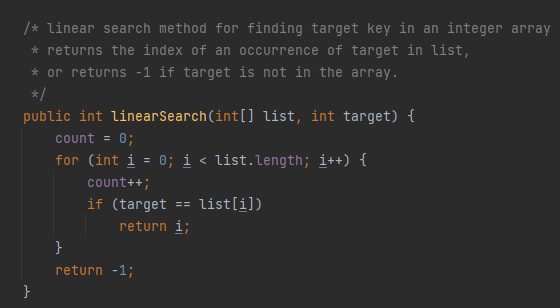 /* linear search method for finding target key in an integer array
 * returns the index of an occurrence of target in list,
 * or returns -1 if target is not in the array.
 */
public int linearSearch(int[] list, int target) {
    count = 0;
    for (int i = 0; i < list.length; i++) {
        count++;
        if (target == list[i])
            return i;
    }
    return -1;
}